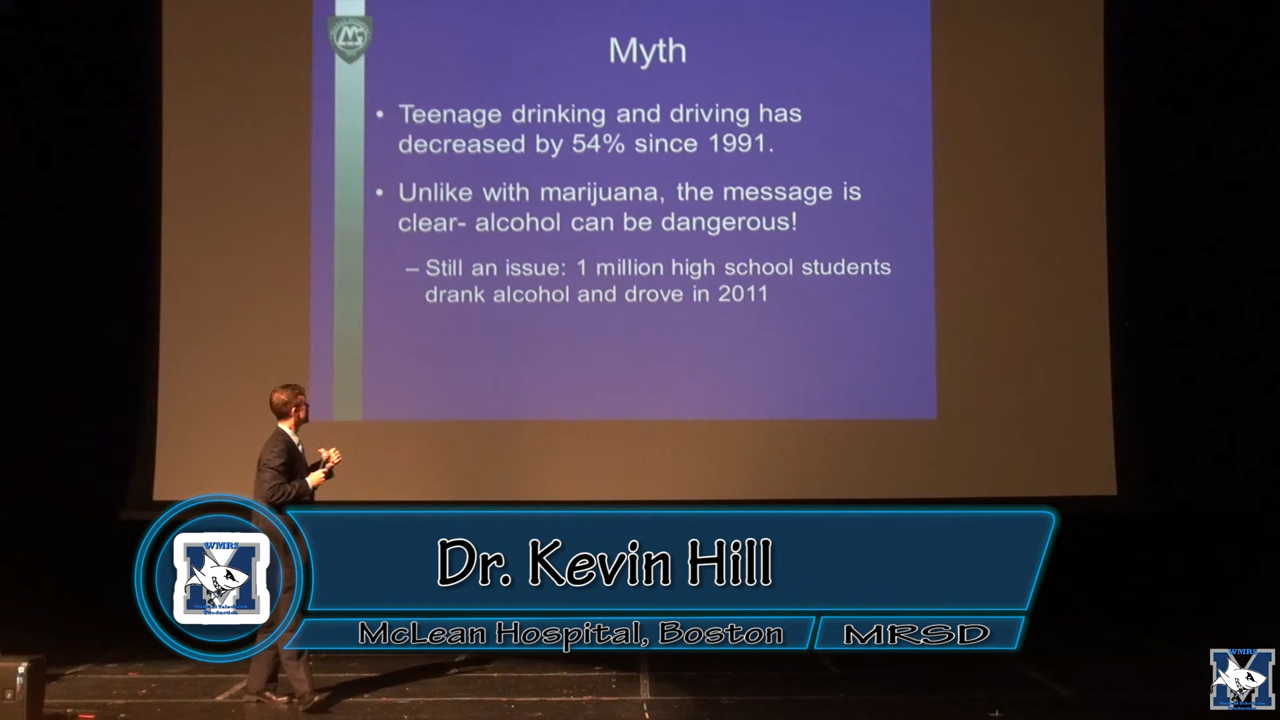 Myth
• Teenage drinking and driving has
decreased by 54% since 1991.
• Unlike with marijuana, the message is
clear- alcohol can be dangerous!
– Still an issue: 1 million high school students
drank alcohol and drove in 2011
Dr. Kevin Hill
McLean Hospital, Boston
MRSD
WMRS
WMRS